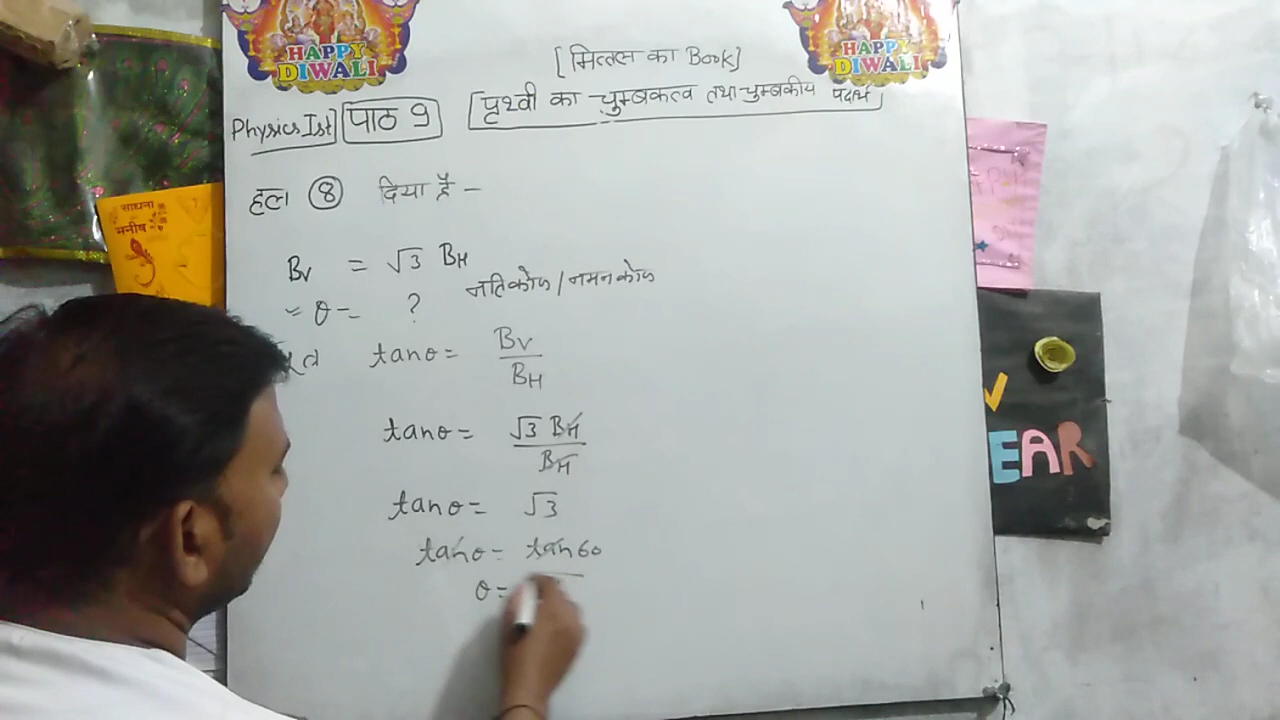 HAPPY DIWALI
HAPPY DIWALI
[मित्तल का Book]
Physics Ist पाठ 9 [पृथ्वी का चुम्बकत्व तथा चुम्बकीय पदार्थ]
साधना
मनीष
हल ⑧ दिया है –
Bv = √3 BH
= θ = ? नतिकोण/नमनकोण
tanθ = Bv / BH
tanθ = √3 BH / BH
tanθ = √3
tanθ = tan60
θ =
EAR